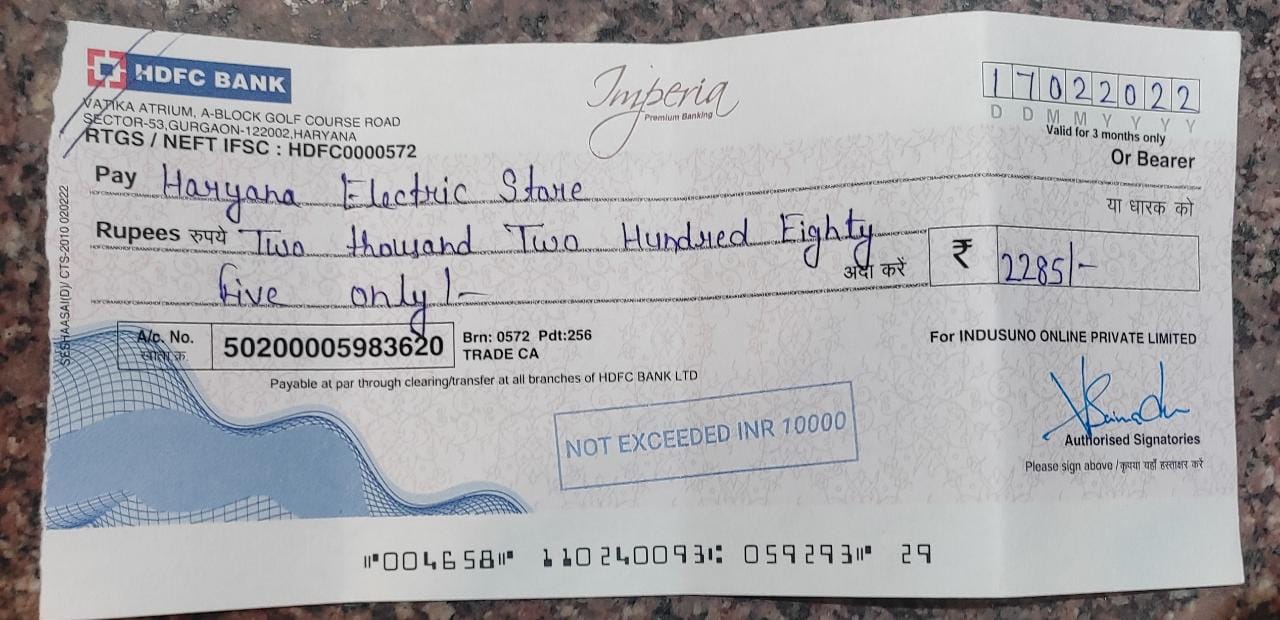 HDFC BANK
VATIKA ATRIUM, A-BLOCK GOLF COURSE ROAD
SECTOR-53,GURGAON-122002,HARYANA
RTGS / NEFT IFSC : HDFC0000572
Imperia
Premium Banking
17022022
D D M M Y Y Y Y
Valid for 3 months only
Or Bearer
या धारक को
Pay Haryana Electric Store
Rupees रुपये Two thousand Two Hundred Eighty
अदा करें
five only/-
₹ 2285/-
SESHAASAI(D)/ CTS-2010 020222
A/c. No.
खाता क्र.
50200005983620
Brn: 0572 Pdt:256
TRADE CA
For INDUSUNO ONLINE PRIVATE LIMITED
Payable at par through clearing/transfer at all branches of HDFC BANK LTD
NOT EXCEEDED INR 10000
Authorised Signatories
Please sign above / कृपया यहाँ हस्ताक्षर करें
⑈004658⑈ 110240093⑆ 059293⑈ 29